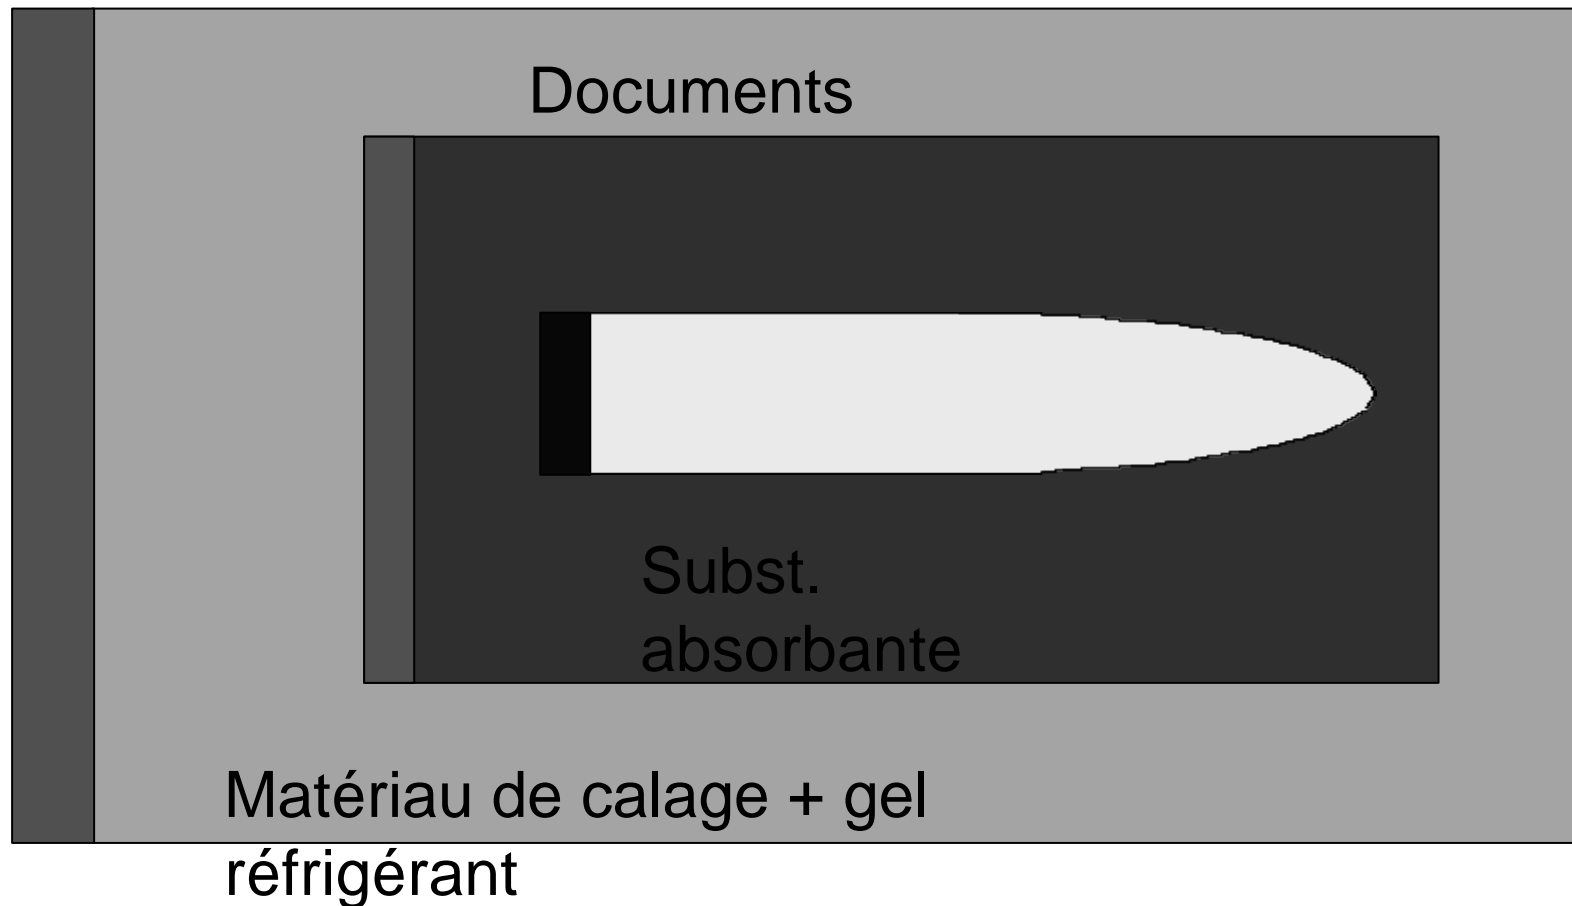 Documents
Subst.
absorbante
Matériau de calage + gel
réfrigérant